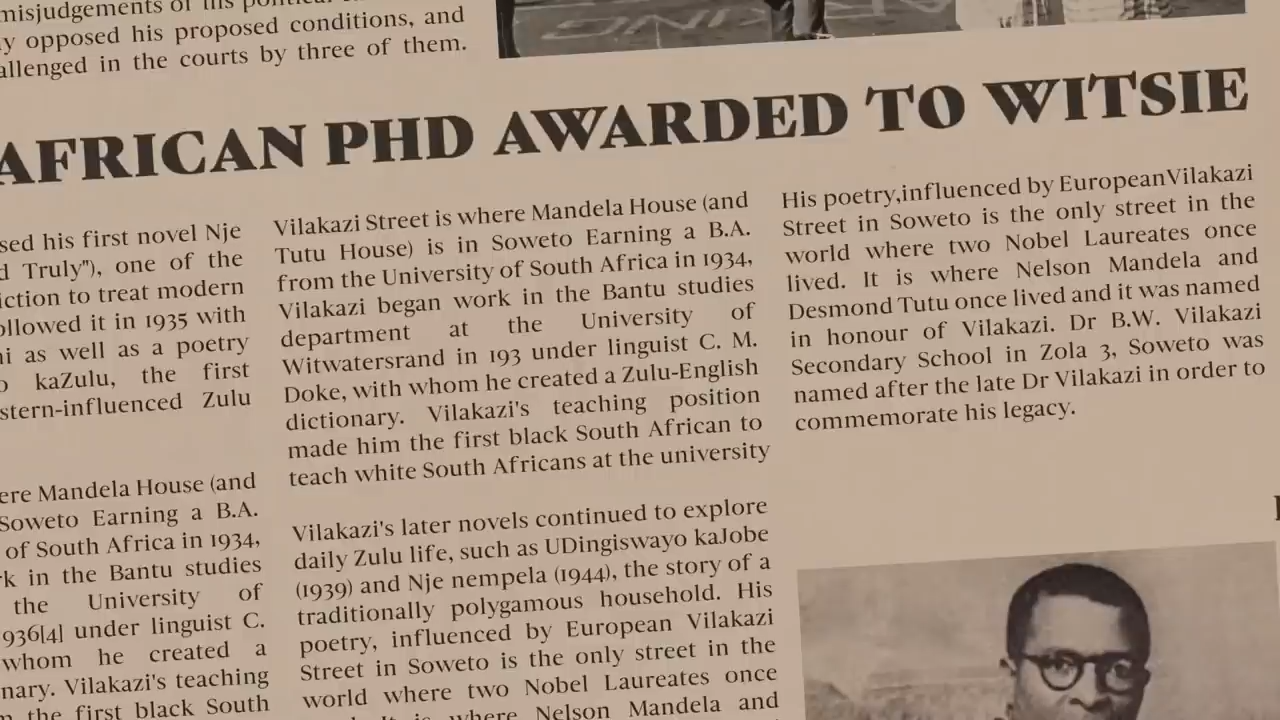 misjudgements of his political
y opposed his proposed conditions, and
allenged in the courts by three of them.
AFRICAN PHD AWARDED TO WITSIE
sed his first novel Nje
d Truly"), one of the
iction to treat modern
ollowed it in 1935 with
ni as well as a poetry
o kaZulu, the first
stern-influenced Zulu
ere Mandela House (and
Soweto Earning a B.A.
of South Africa in 1934,
rk in the Bantu studies
the University of
936[4] under linguist C.
whom he created a
nary. Vilakazi's teaching
the first black South
Vilakazi Street is where Mandela House (and
Tutu House) is in Soweto Earning a B.A.
from the University of South Africa in 1934,
Vilakazi began work in the Bantu studies
department at the University of
Witwatersrand in 193 under linguist C. M.
Doke, with whom he created a Zulu-English
dictionary. Vilakazi's teaching position
made him the first black South African to
teach white South Africans at the university
Vilakazi's later novels continued to explore
daily Zulu life, such as UDingiswayo kaJobe
(1939) and Nje nempela (1944), the story of a
traditionally polygamous household. His
poetry, influenced by European Vilakazi
Street in Soweto is the only street in the
world where two Nobel Laureates once
It is where Nelson Mandela and
His poetry,influenced by EuropeanVilakazi
Street in Soweto is the only street in the
world where two Nobel Laureates once
lived. It is where Nelson Mandela and
Desmond Tutu once lived and it was named
in honour of Vilakazi. Dr B.W. Vilakazi
Secondary School in Zola 3, Soweto was
named after the late Dr Vilakazi in order to
commemorate his legacy.